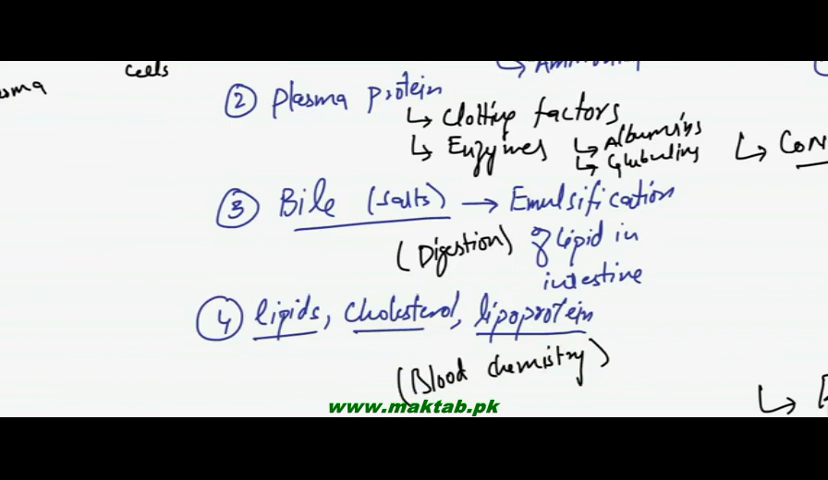 Cells
② Plasma protein
↳ Clotting factors
↳ Enzymes ↳ Albumins
↳ Globulins
③ Bile (salts) → Emulsification
(Digestion) of lipid in
intestine
④ lipids, Cholesterol, lipoprotein
(Blood chemistry)
www.maktab.pk